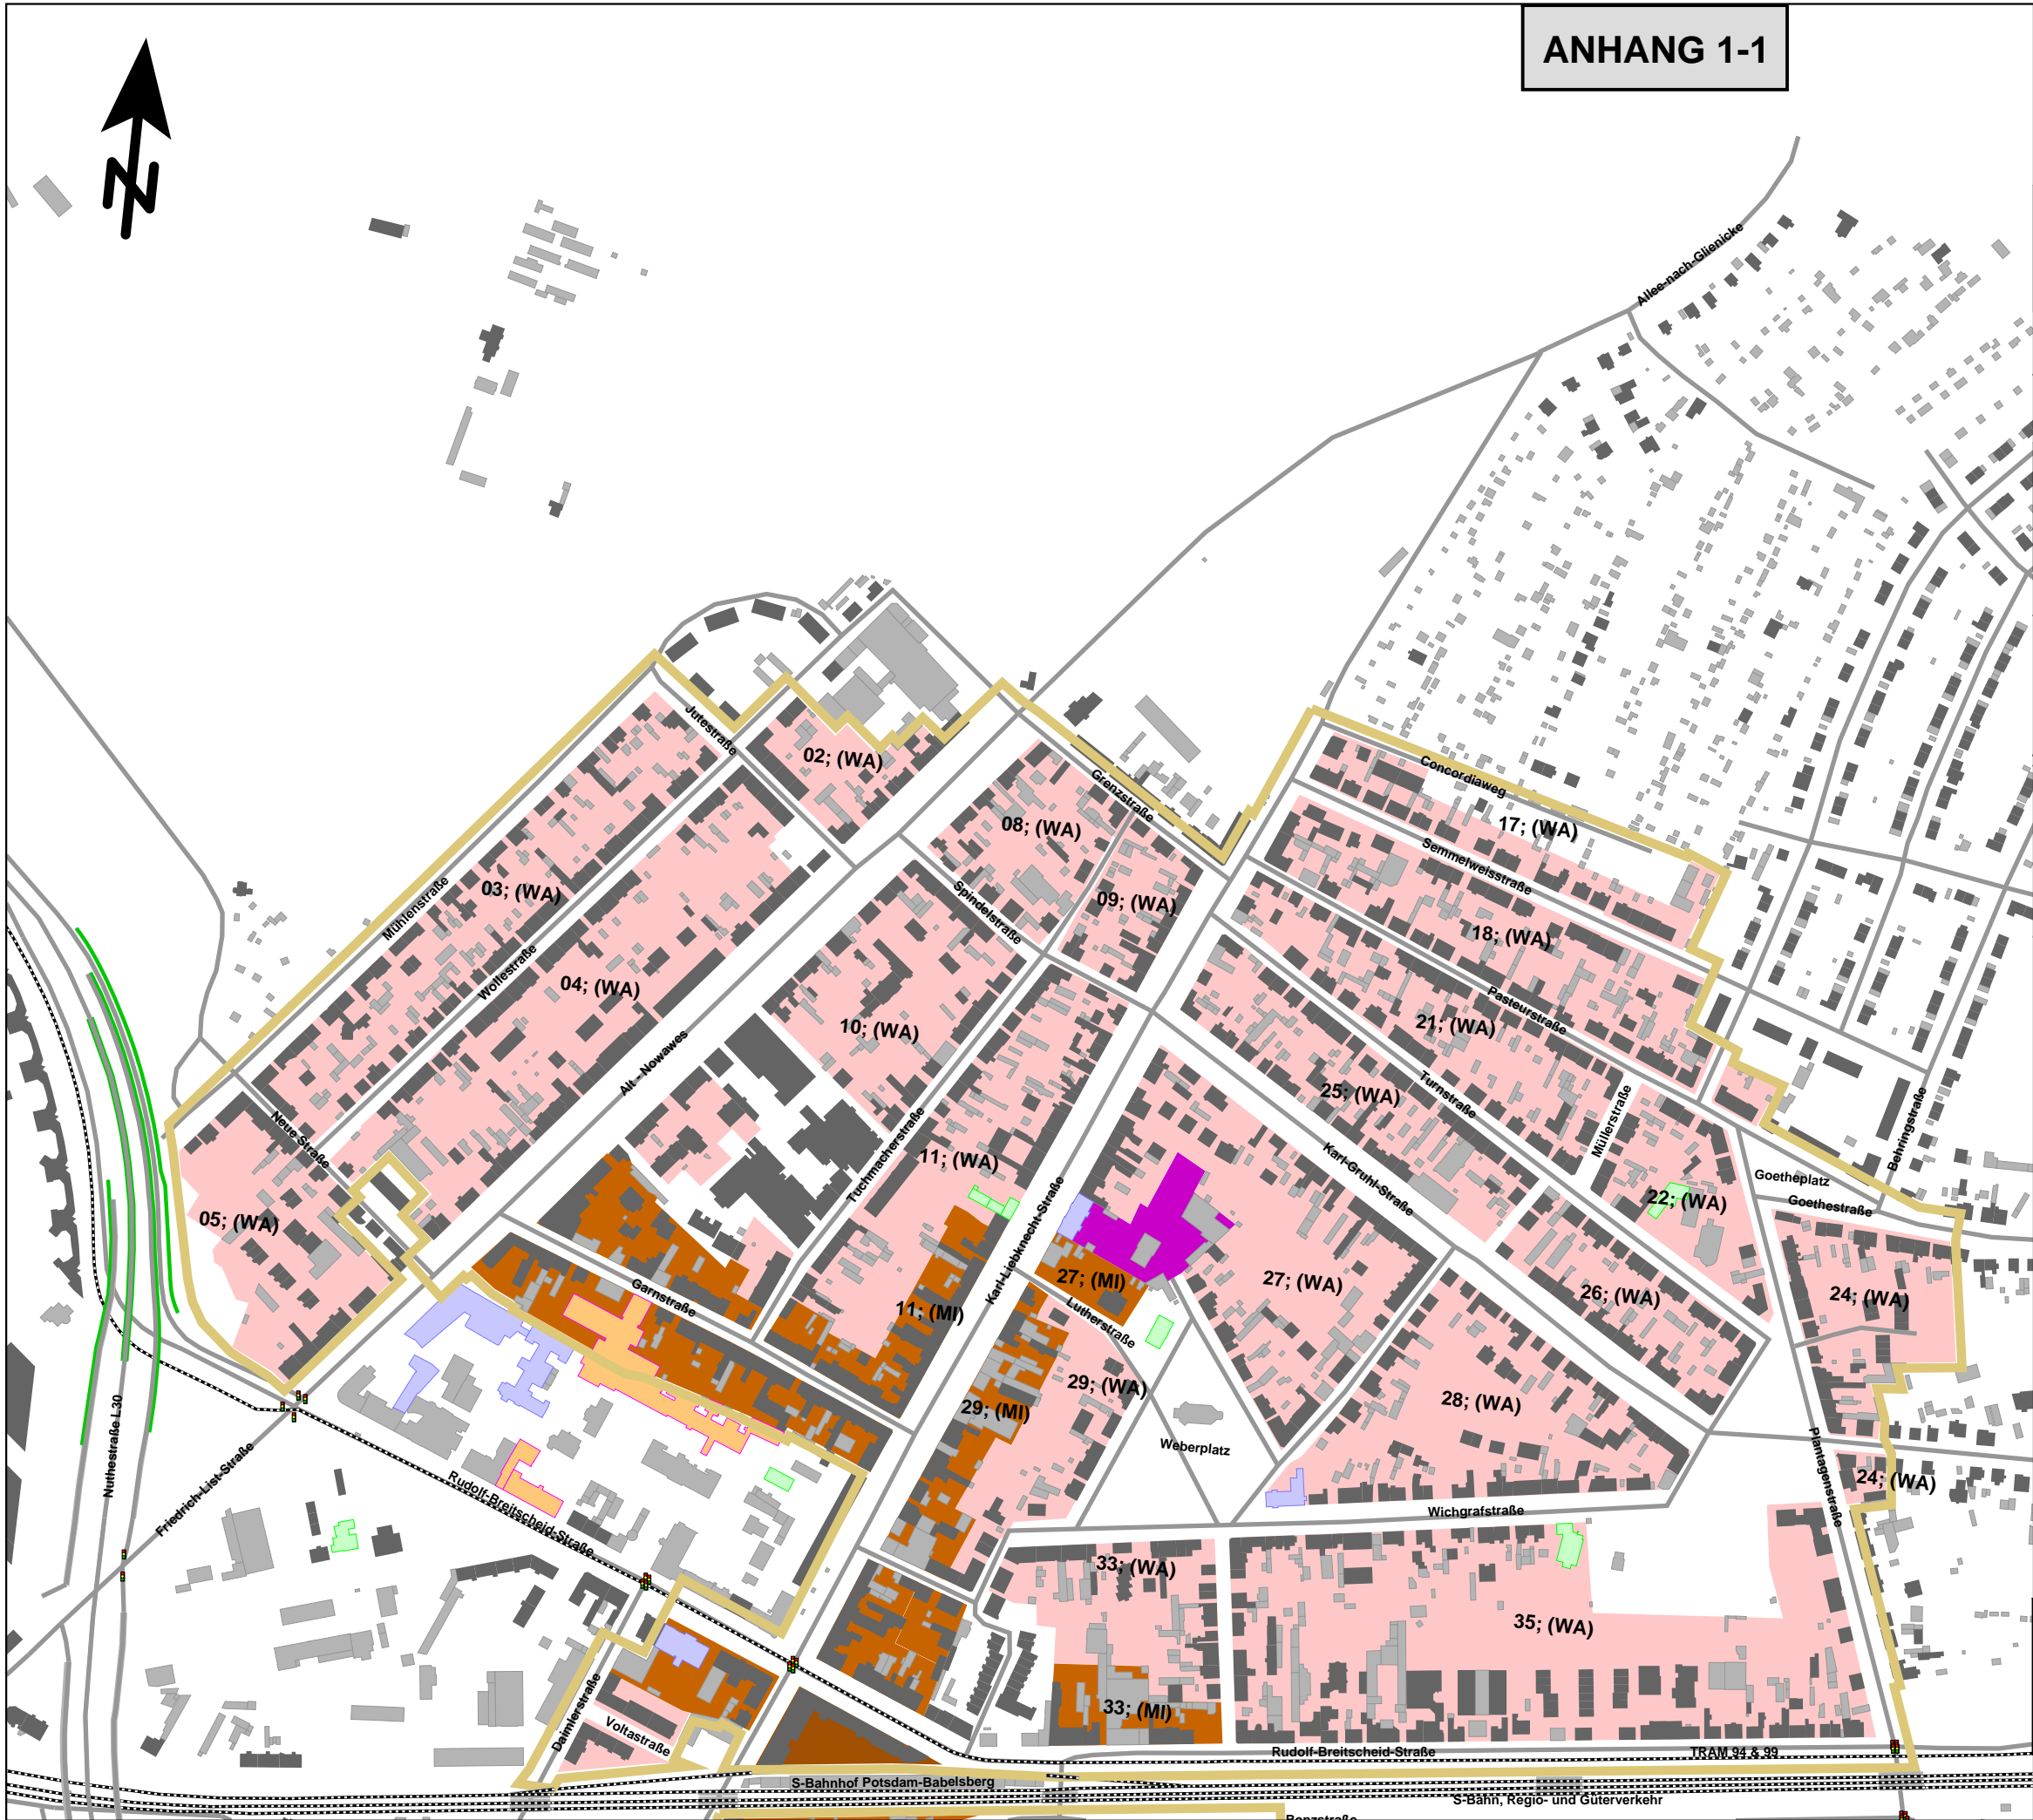 ANHANG 1-1
N
Allee-nach-Glienicke
Jutestraße
02; (WA)
Grenzstraße
Concordiaweg
08; (WA)
17; (WA)
Semmelweisstraße
03; (WA)
Mühlenstraße
09; (WA)
Spindelstraße
18; (WA)
Wollestraße
04; (WA)
Pasteurstraße
10; (WA)
21; (WA)
Alt - Nowawes
25; (WA)
Turnstraße
Neue Straße
Müllerstraße
Behringstraße
Tuchmacherstraße
11; (WA)
Karl-Gruhl-Straße
Goetheplatz
Goethestraße
22; (WA)
05; (WA)
Karl-Liebknecht-Straße
27; (MI)
27; (WA)
26; (WA)
24; (WA)
Garnstraße
11; (MI)
Lutherstraße
29; (WA)
29; (MI)
28; (WA)
Weberplatz
Nuthestraße L30
Friedrich-List-Straße
Rudolf-Breitscheid-Straße
Plantagenstraße
24; (WA)
Wichgrafstraße
33; (WA)
35; (WA)
33; (MI)
Daimlerstraße
Voltastraße
Rudolf-Breitscheid-Straße
TRAM 94 & 99
S-Bahnhof Potsdam-Babelsberg
S-Bahn, Regio- und Güterverkehr
Benzstraße